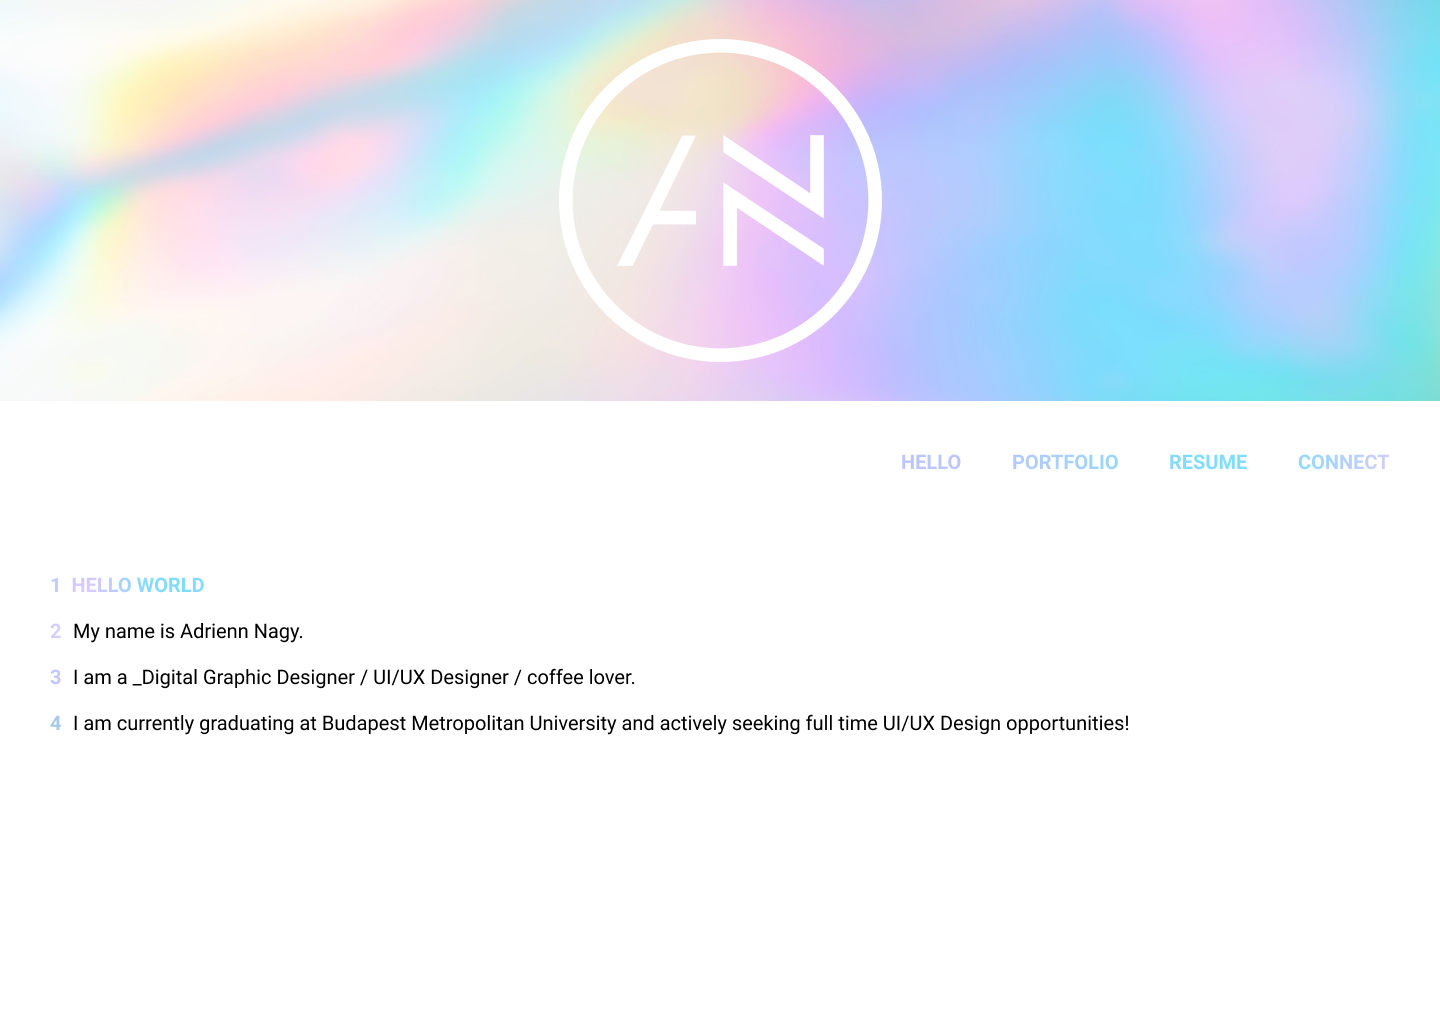 AN
HELLO PORTFOLIO RESUME CONNECT
1 HELLO WORLD
2 My name is Adrienn Nagy.
3 I am a _Digital Graphic Designer / UI/UX Designer / coffee lover.
4 I am currently graduating at Budapest Metropolitan University and actively seeking full time UI/UX Design opportunities!